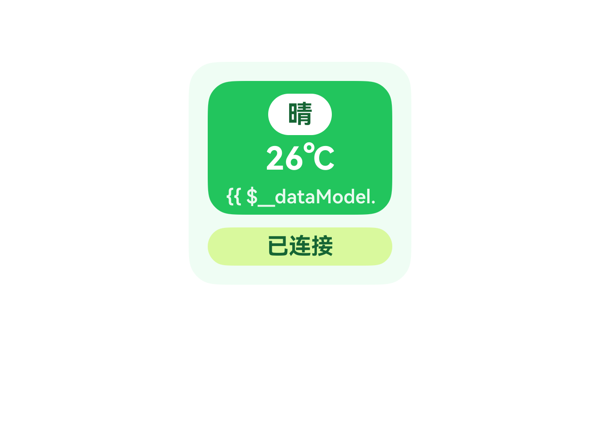 晴
26℃
{{ $__dataModel.
已连接